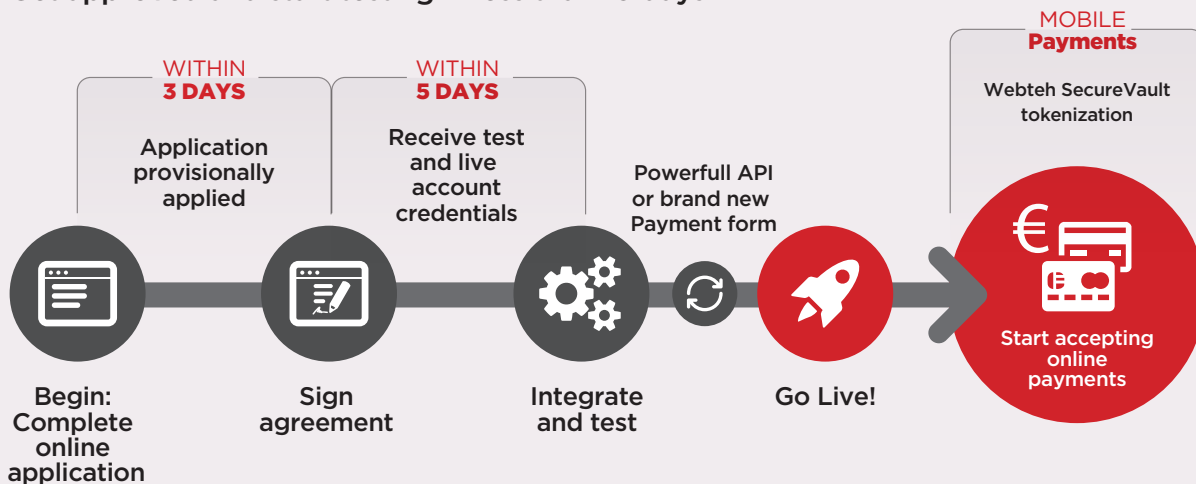 WITHIN
3 DAYS
Application
provisionally
applied
WITHIN
5 DAYS
Receive test
and live
account
credentials
Powerfull API
or brand new
Payment form
MOBILE
Payments
Webteh SecureVault
tokenization
Begin:
Complete
online
application
Sign
agreement
Integrate
and test
Go Live!
Start accepting
online
payments